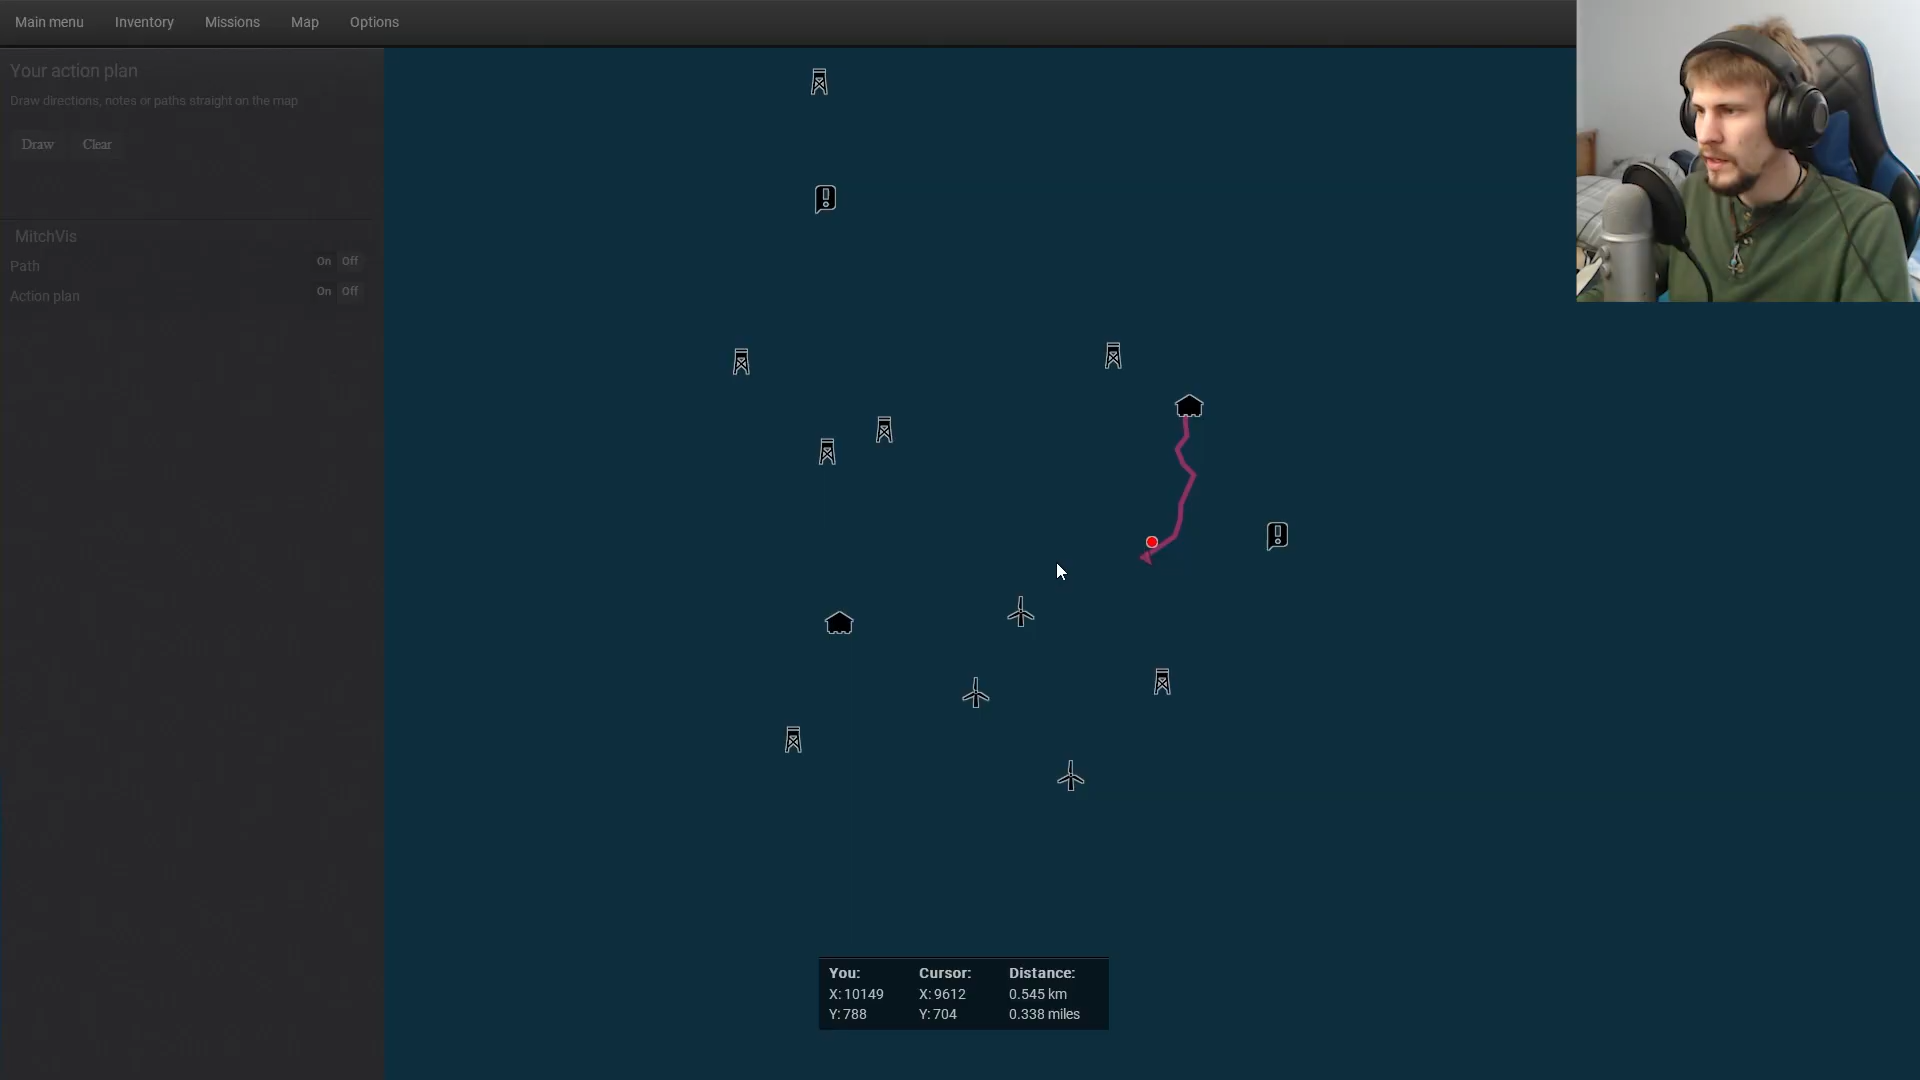 Main menu Inventory Missions Map Options
Your action plan
Draw directions, notes or paths straight on the map
Draw Clear
MitchVis
Path On Off
Action plan On Off
You: Cursor: Distance:
X: 10149 X: 9612 0.545 km
Y: 788 Y: 704 0.338 miles